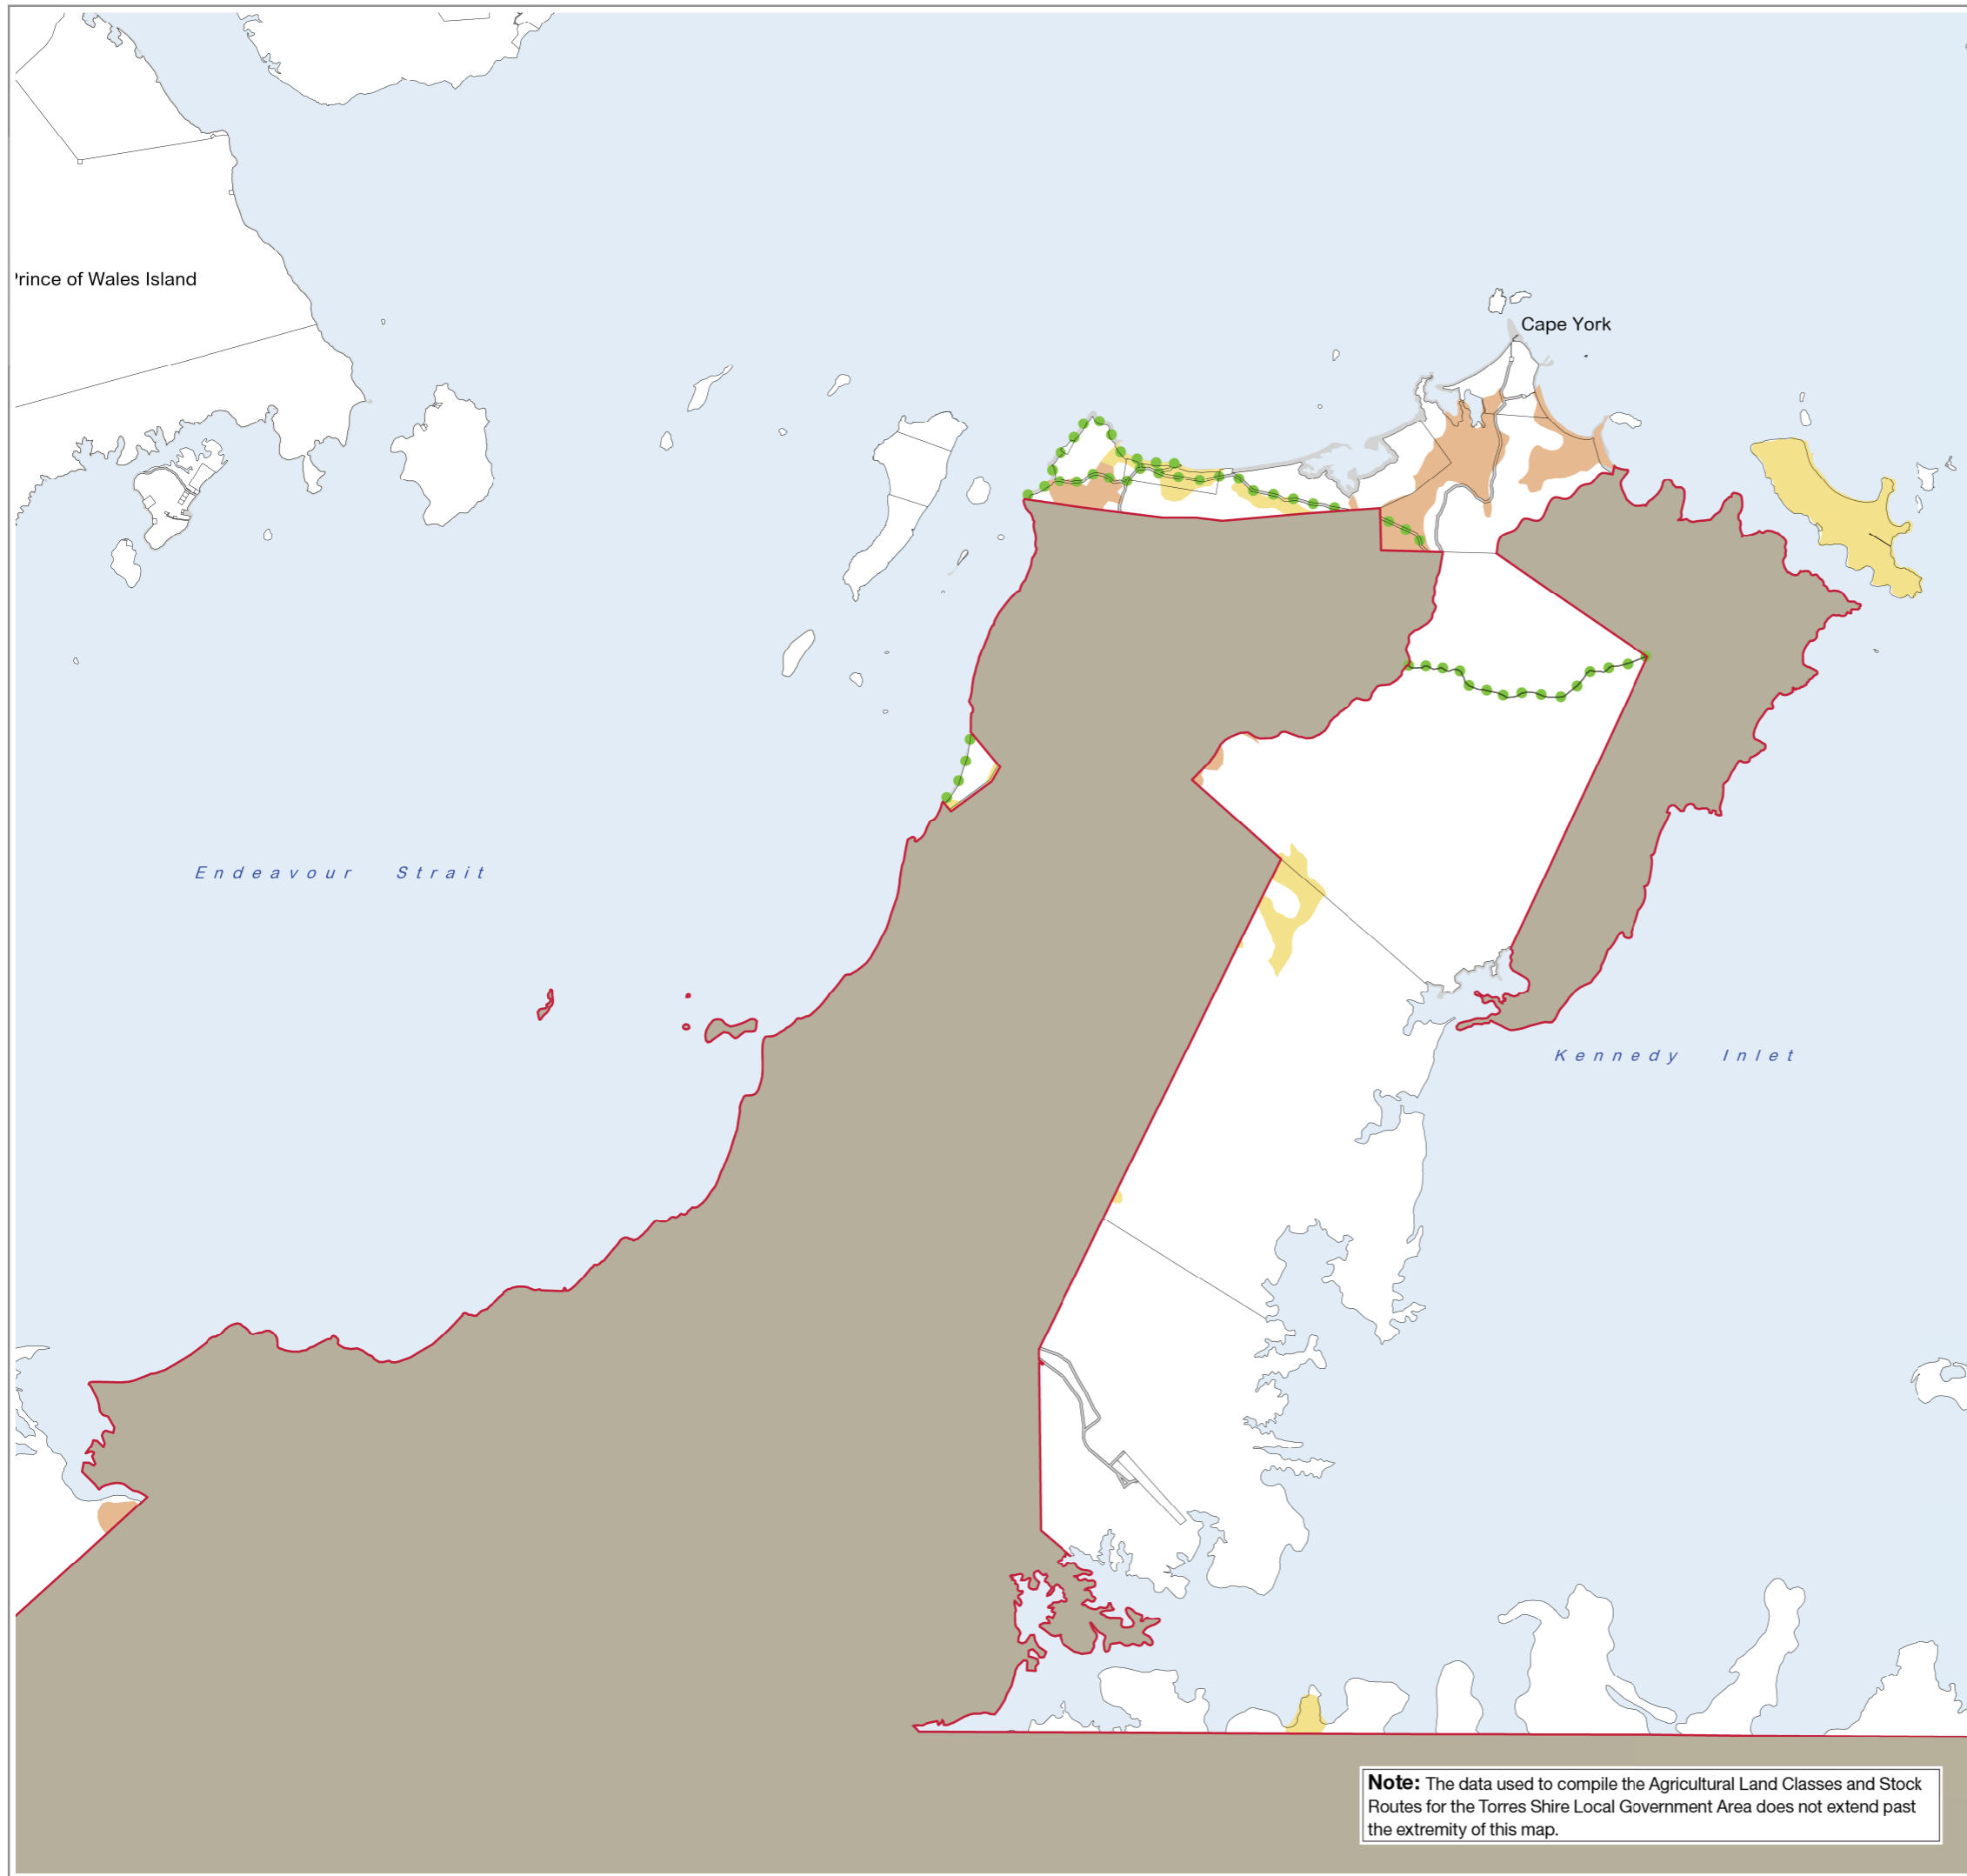 Prince of Wales Island
Cape York
Endeavour Strait
Kennedy Inlet
Note: The data used to compile the Agricultural Land Classes and Stock
Routes for the Torres Shire Local Government Area does not extend past
the extremity of this map.